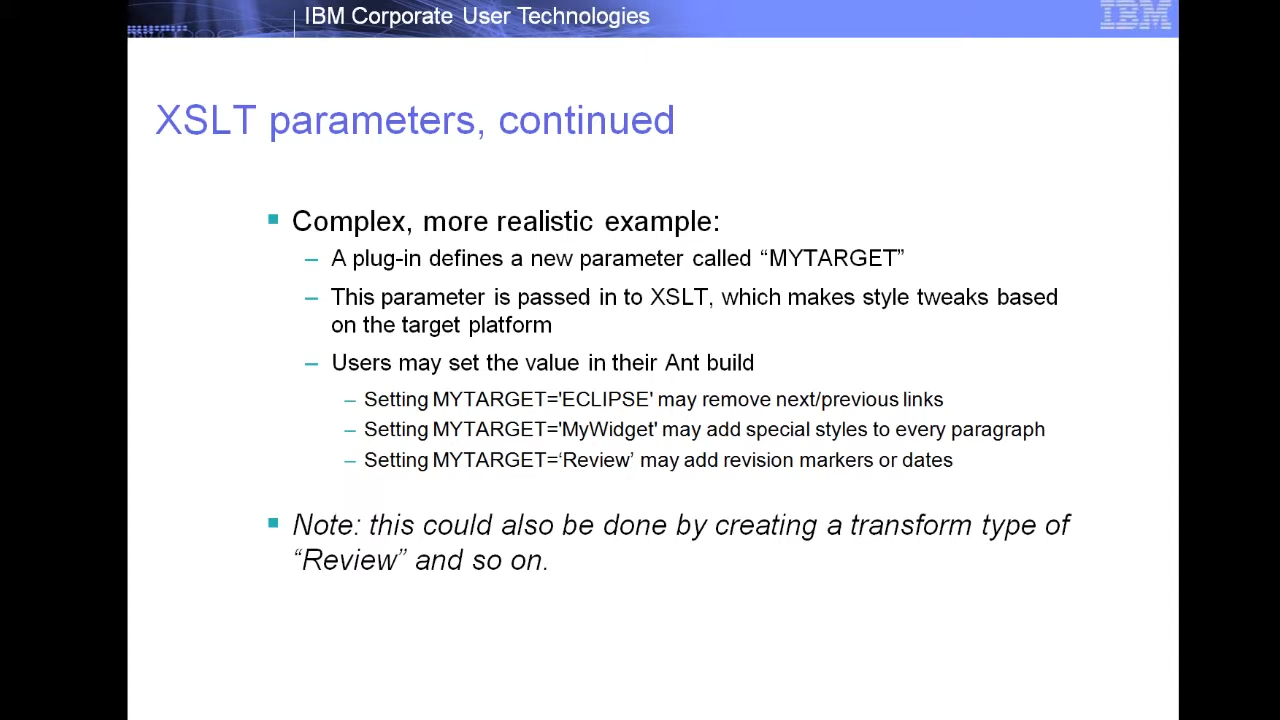 IBM Corporate User Technologies
IBM
XSLT parameters, continued
Complex, more realistic example:
– A plug-in defines a new parameter called “MYTARGET”
– This parameter is passed in to XSLT, which makes style tweaks based
on the target platform
– Users may set the value in their Ant build
– Setting MYTARGET='ECLIPSE' may remove next/previous links
– Setting MYTARGET='MyWidget' may add special styles to every paragraph
– Setting MYTARGET=‘Review’ may add revision markers or dates
Note: this could also be done by creating a transform type of
“Review” and so on.